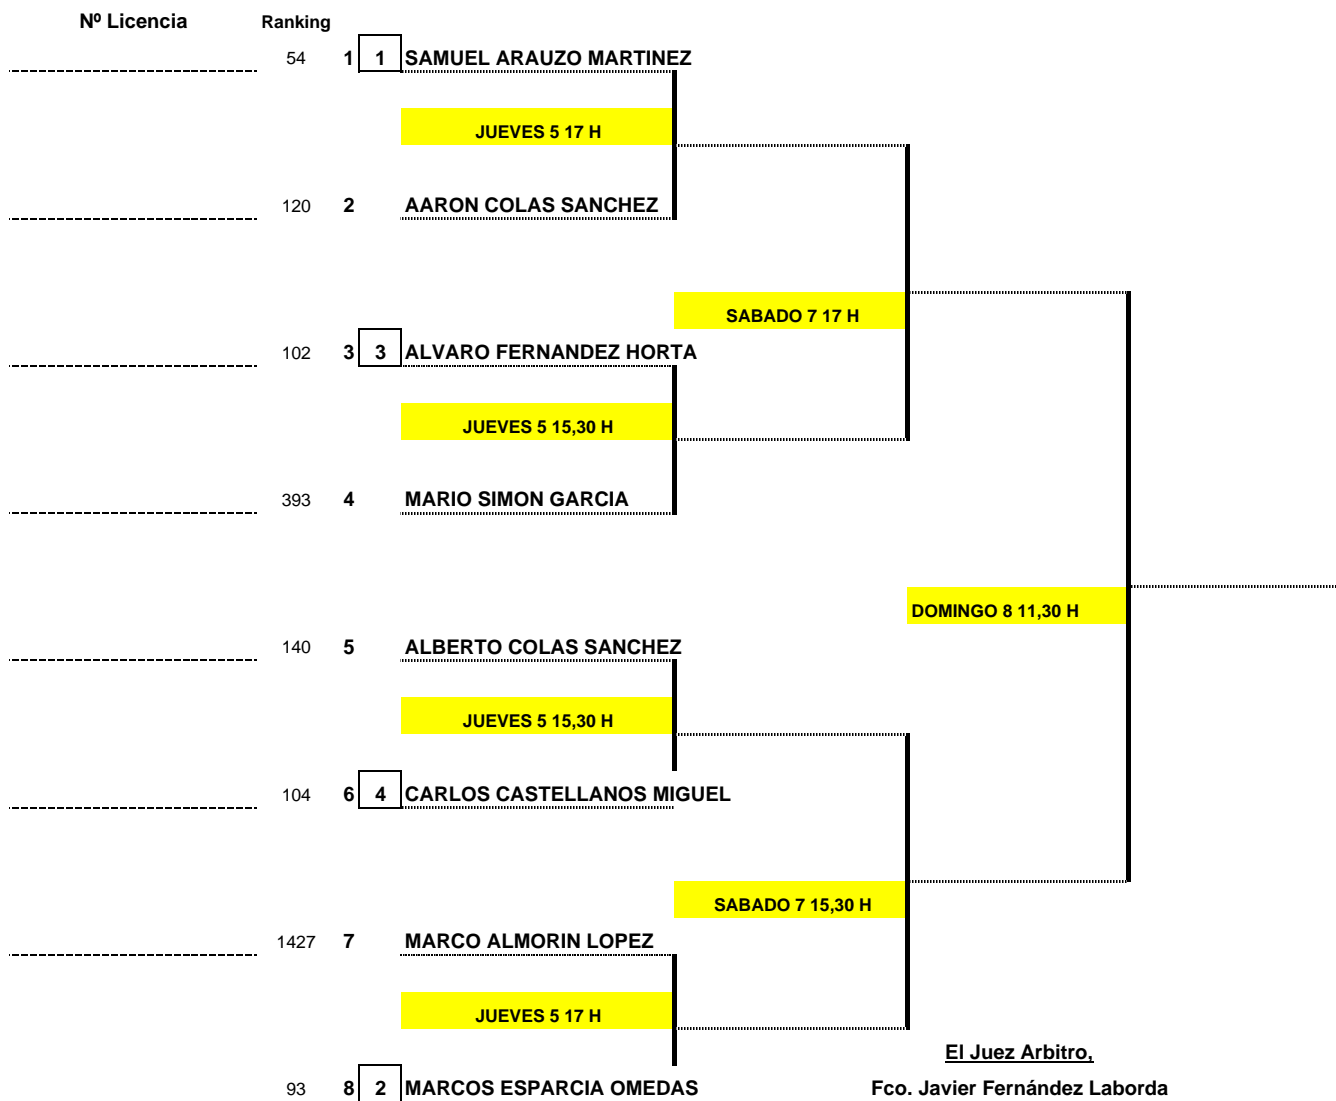 Nº Licencia Ranking
54 1 1 SAMUEL ARAUZO MARTINEZ
JUEVES 5 17 H
120 2 AARON COLAS SANCHEZ
SABADO 7 17 H
102 3 3 ALVARO FERNANDEZ HORTA
JUEVES 5 15,30 H
393 4 MARIO SIMON GARCIA
DOMINGO 8 11,30 H
140 5 ALBERTO COLAS SANCHEZ
JUEVES 5 15,30 H
104 6 4 CARLOS CASTELLANOS MIGUEL
SABADO 7 15,30 H
1427 7 MARCO ALMORIN LOPEZ
JUEVES 5 17 H
El Juez Arbitro,
93 8 2 MARCOS ESPARCIA OMEDAS Fco. Javier Fernández Laborda